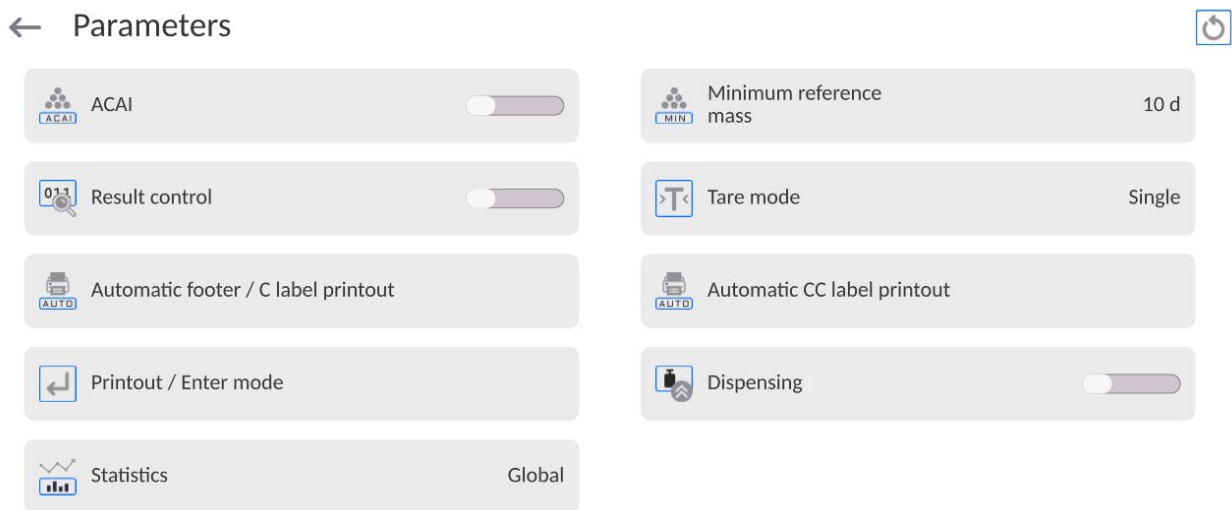 Parameters
ACAI
ACAI
Minimum reference
mass
MIN
10 d
011
Result control
T
Tare mode
Single
AUTO
Automatic footer / C label printout
AUTO
Automatic CC label printout
Printout / Enter mode
Dispensing
Statistics
Global